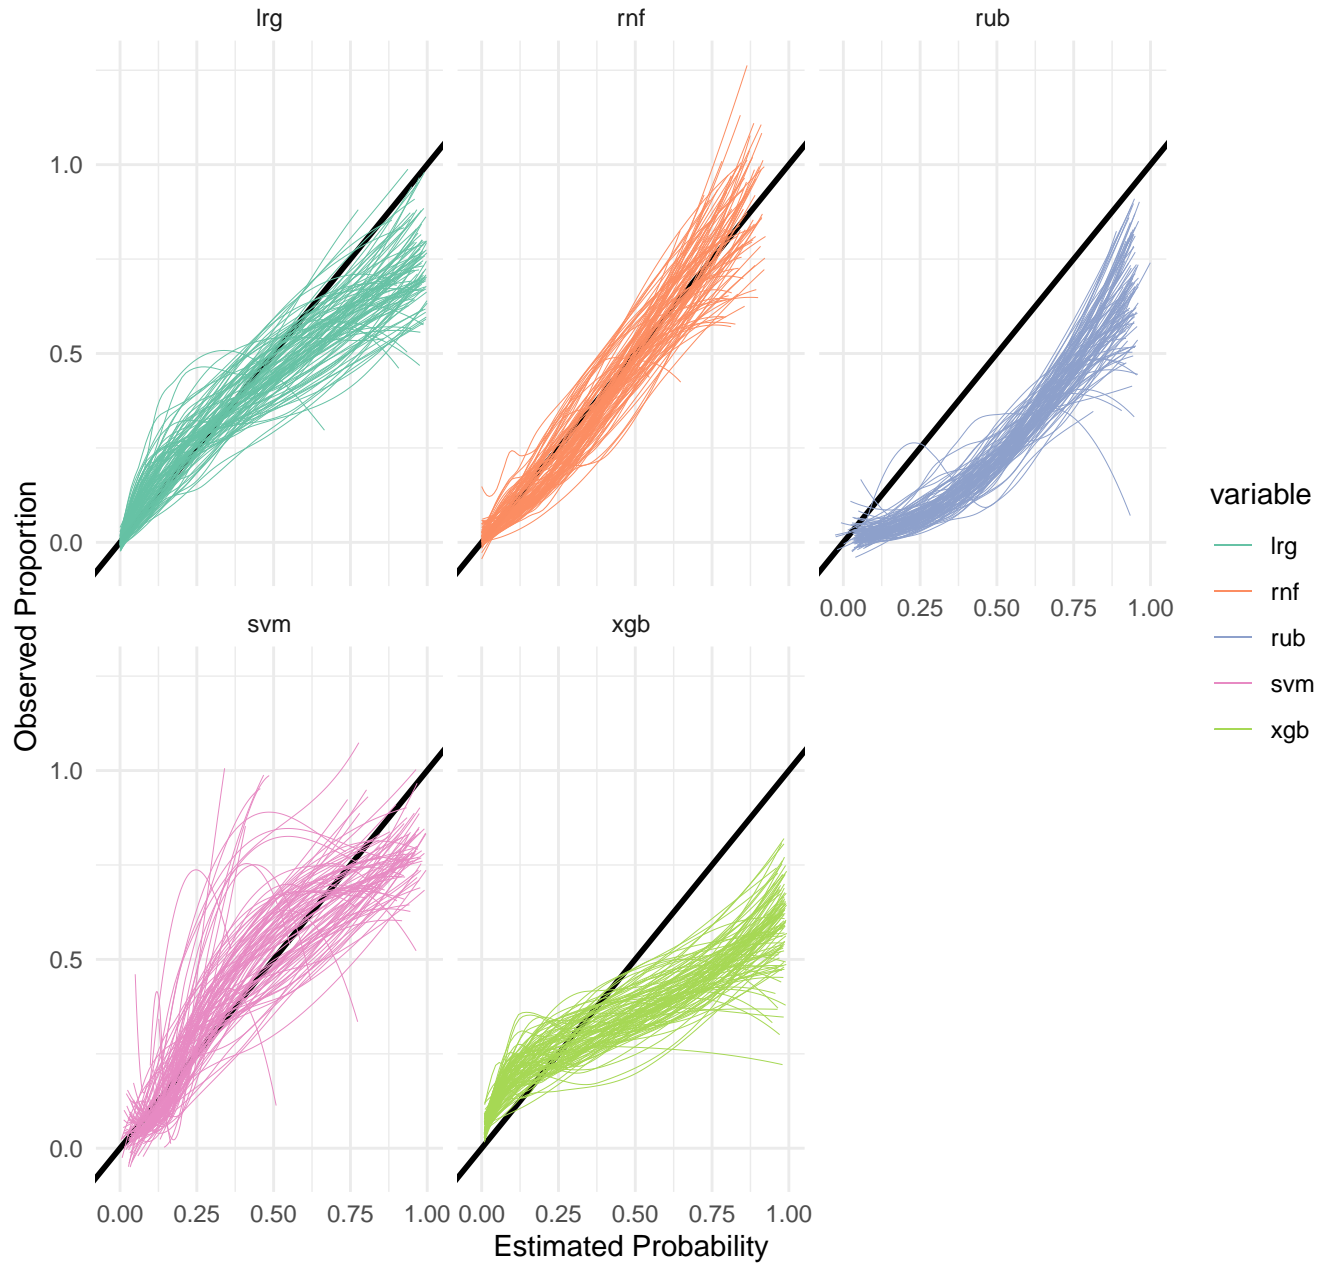 lrg rnf rub
1.0
0.5
0.0
0.00 0.25 0.50 0.75 1.00
svm xgb
1.0
0.5
0.0
0.00 0.25 0.50 0.75 1.00 0.00 0.25 0.50 0.75 1.00
Estimated Probability
Observed Proportion
variable
lrg
rnf
rub
svm
xgb